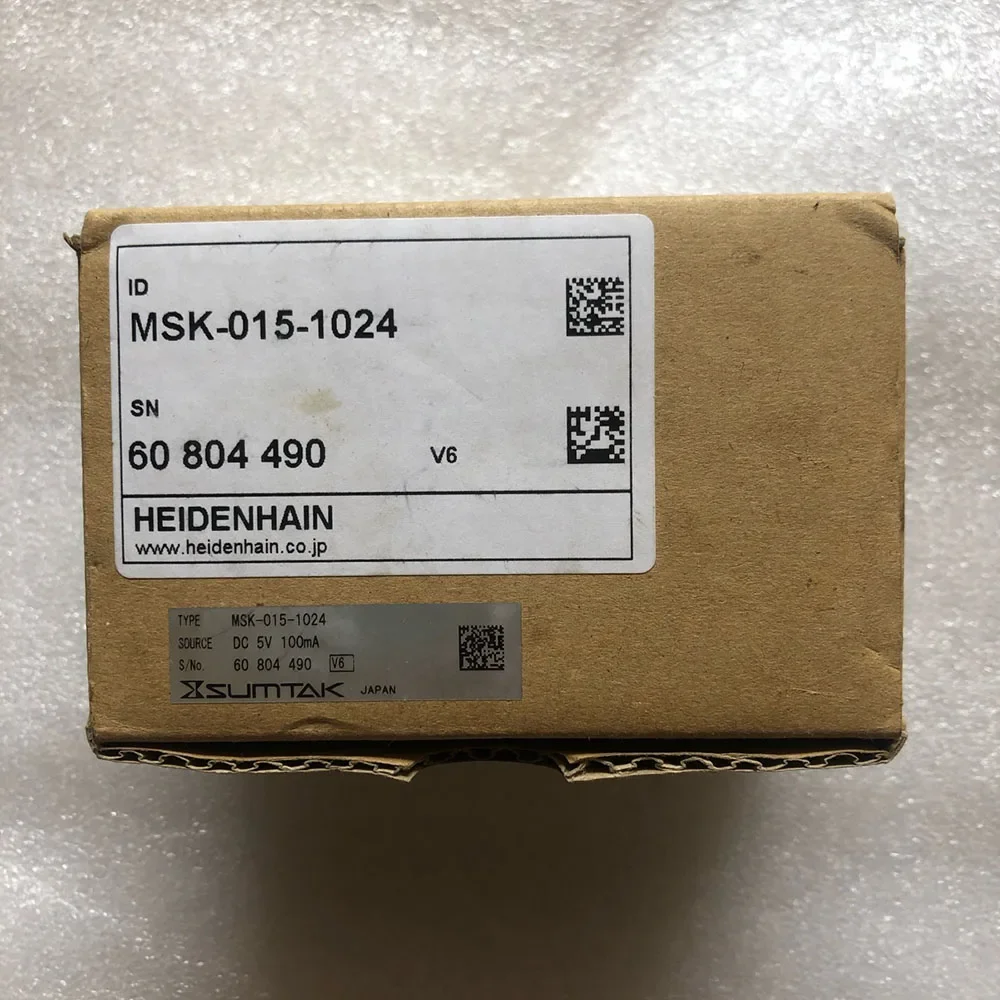 ID
MSK-015-1024
SN
60 804 490 V6
HEIDENHAIN
www.heidenhain.co.jp
TYPE MSK-015-1024
SOURCE DC 5V 100mA
S/No. 60 804 490 V6
SUMTAK JAPAN